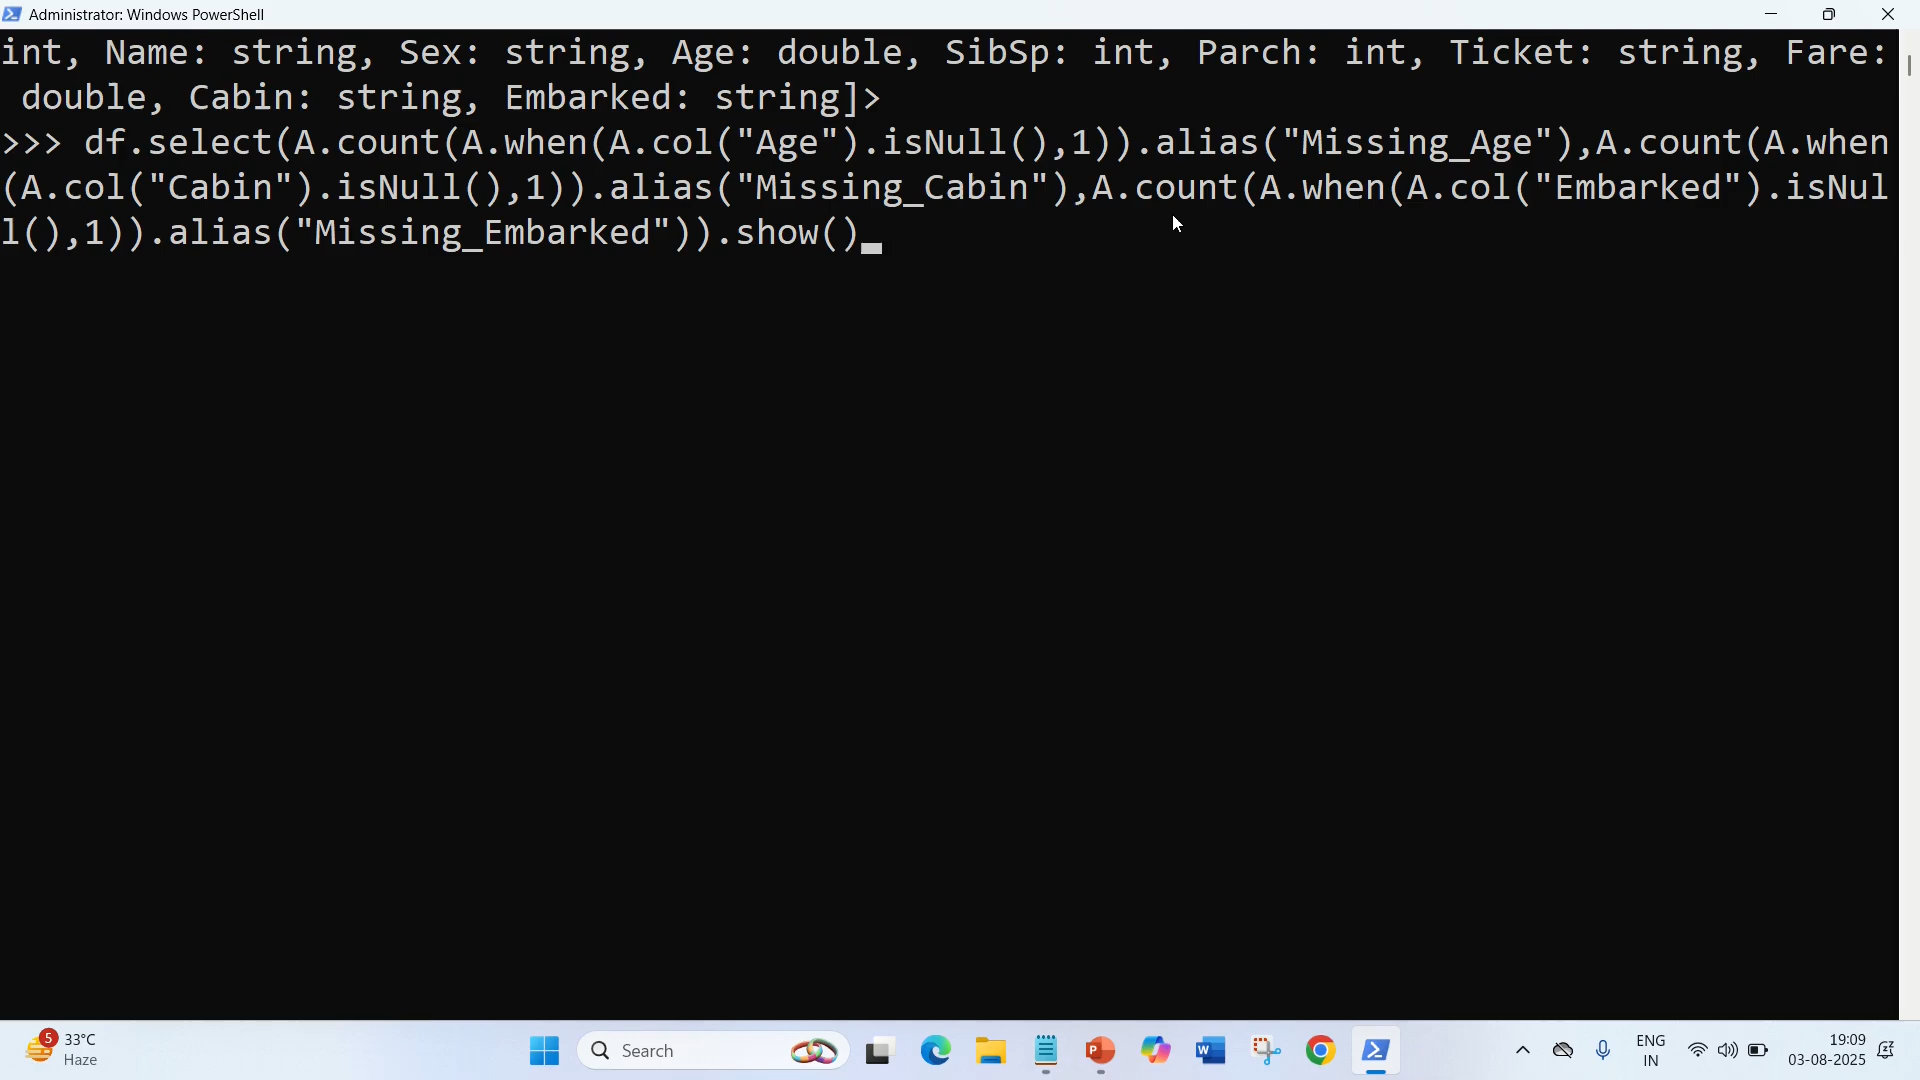 Administrator: Windows PowerShell
int, Name: string, Sex: string, Age: double, SibSp: int, Parch: int, Ticket: string, Fare:
 double, Cabin: string, Embarked: string]>
>>> df.select(A.count(A.when(A.col("Age").isNull(),1)).alias("Missing_Age"),A.count(A.when
(A.col("Cabin").isNull(),1)).alias("Missing_Cabin"),A.count(A.when(A.col("Embarked").isNul
l(),1)).alias("Missing_Embarked")).show()
5
33°C
Haze
Search
ENG
IN
19:09
03-08-2025